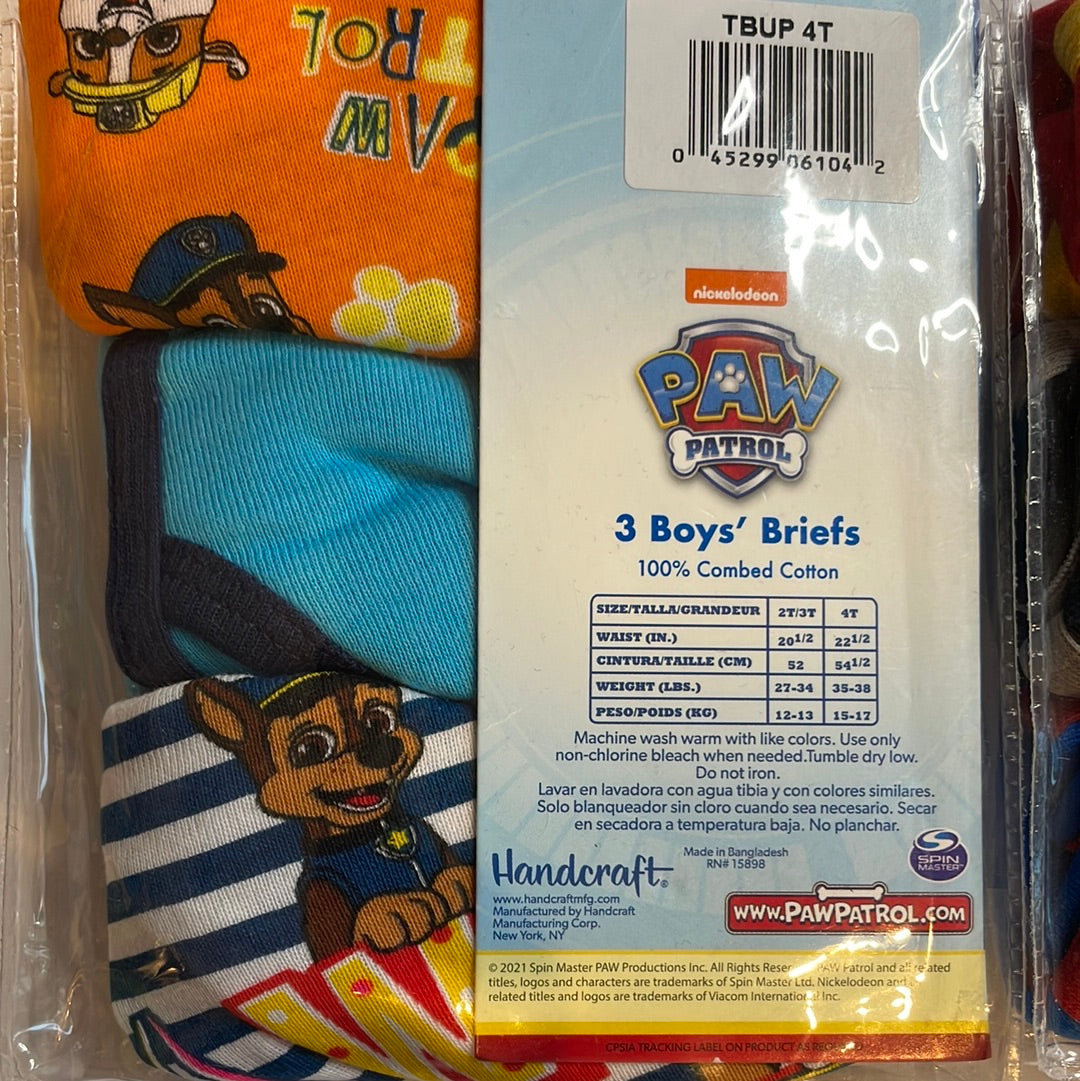 TBUP 4T
0 45299 06104 2
PAW
PATROL
nickelodeon
PAW
PATROL
3 Boys' Briefs
100% Combed Cotton
SIZE/TALLA/GRANDEUR 2T/3T 4T
WAIST (IN.) 20 1/2 22 1/2
CINTURA/TAILLE (CM) 52 54 1/2
WEIGHT (LBS.) 27-34 35-38
PESO/POIDS (KG) 12-13 15-17
Machine wash warm with like colors. Use only
non-chlorine bleach when needed.Tumble dry low.
Do not iron.
Lavar en lavadora con agua tibia y con colores similares.
Solo blanqueador sin cloro cuando sea necesario. Secar
en secadora a temperatura baja. No planchar.
Handcraft®
Made in Bangladesh
RN# 15898
SPIN
MASTER™
www.handcraftmfg.com
Manufactured by Handcraft
Manufacturing Corp.
New York, NY
WWW.PAWPATROL.COM
© 2021 Spin Master PAW Productions Inc. All Rights PAW Patrol and all related
titles, logos and characters are trademarks of Spin Master Ltd. Nickelodeon and
related titles and logos are trademarks of Viacom International Inc.
CPSIA TRACKING LABEL ON PRODUCT AS